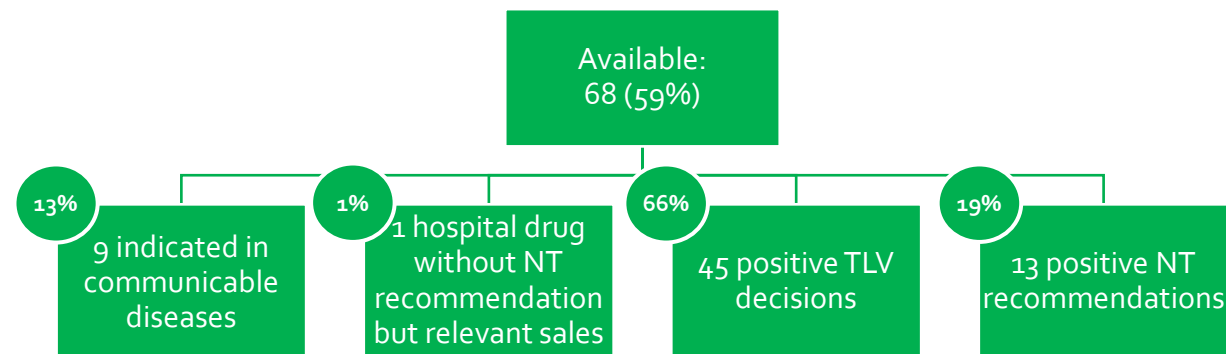 Available:
68 (59%)
13%
9 indicated in
communicable
diseases
1%
1 hospital drug
without NT
recommendation
but relevant sales
66%
45 positive TLV
decisions
19%
13 positive NT
recommendations